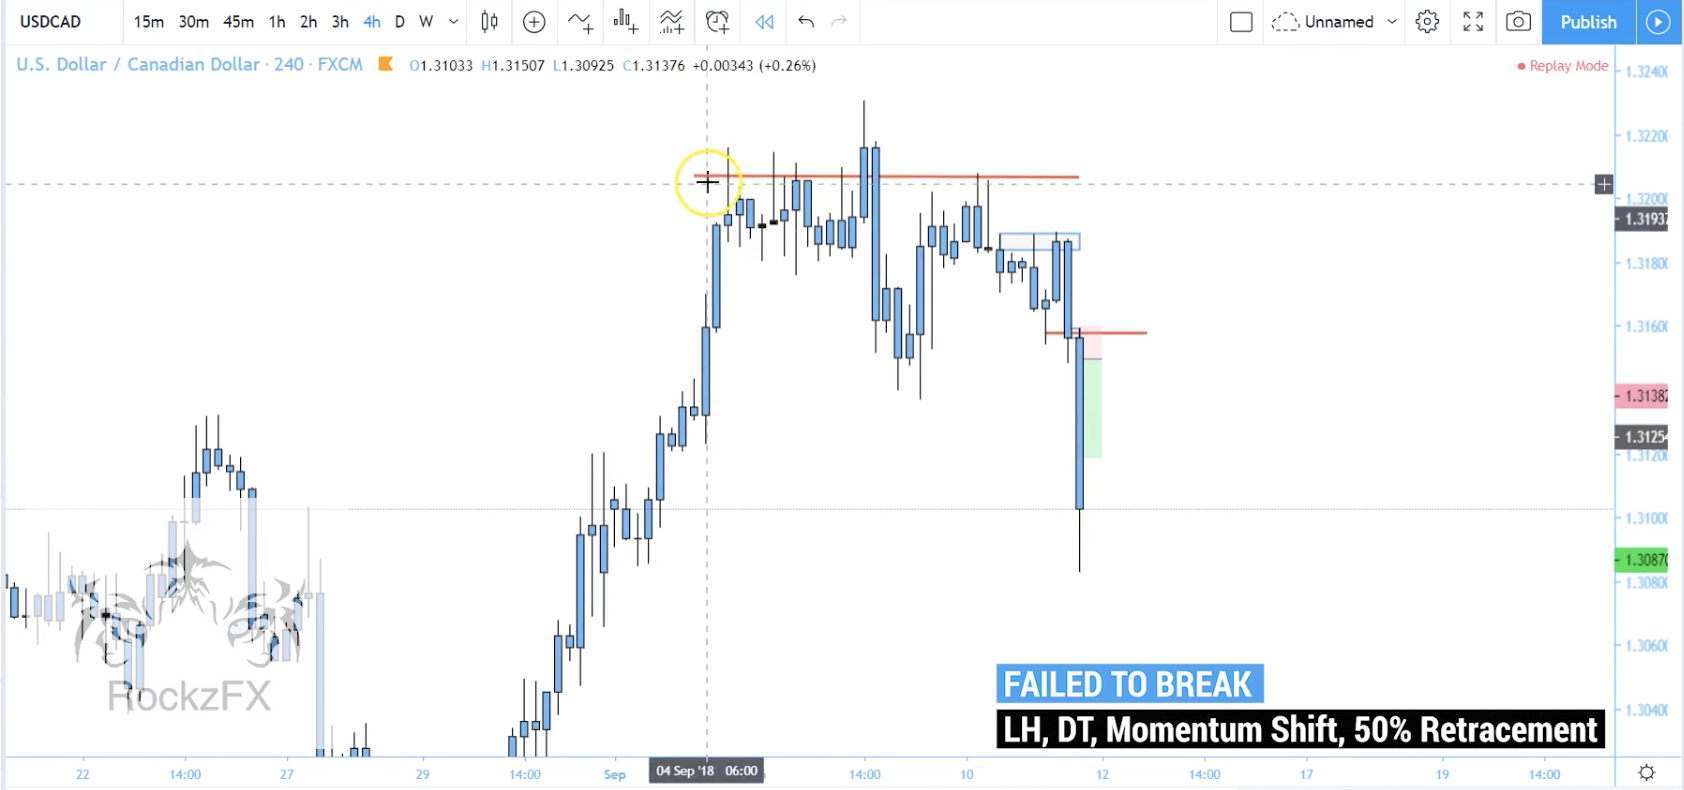 USDCAD 15m 30m 45m 1h 2h 3h 4h D W Unnamed Publish
U.S. Dollar / Canadian Dollar · 240 · FXCM O1.31033 H1.31507 L1.30925 C1.31376 +0.00343 (+0.26%)
Replay Mode
1.3240
1.3220
1.3200
1.31937
1.3180
1.3160
1.31382
1.31254
1.3120
1.3100
1.30870
1.3080
1.3060
1.3040
RockzFX
FAILED TO BREAK
LH, DT, Momentum Shift, 50% Retracement
22 14:00 27 29 14:00 Sep 04 Sep '18 06:00 14:00 10 12 14:00 17 19 14:00